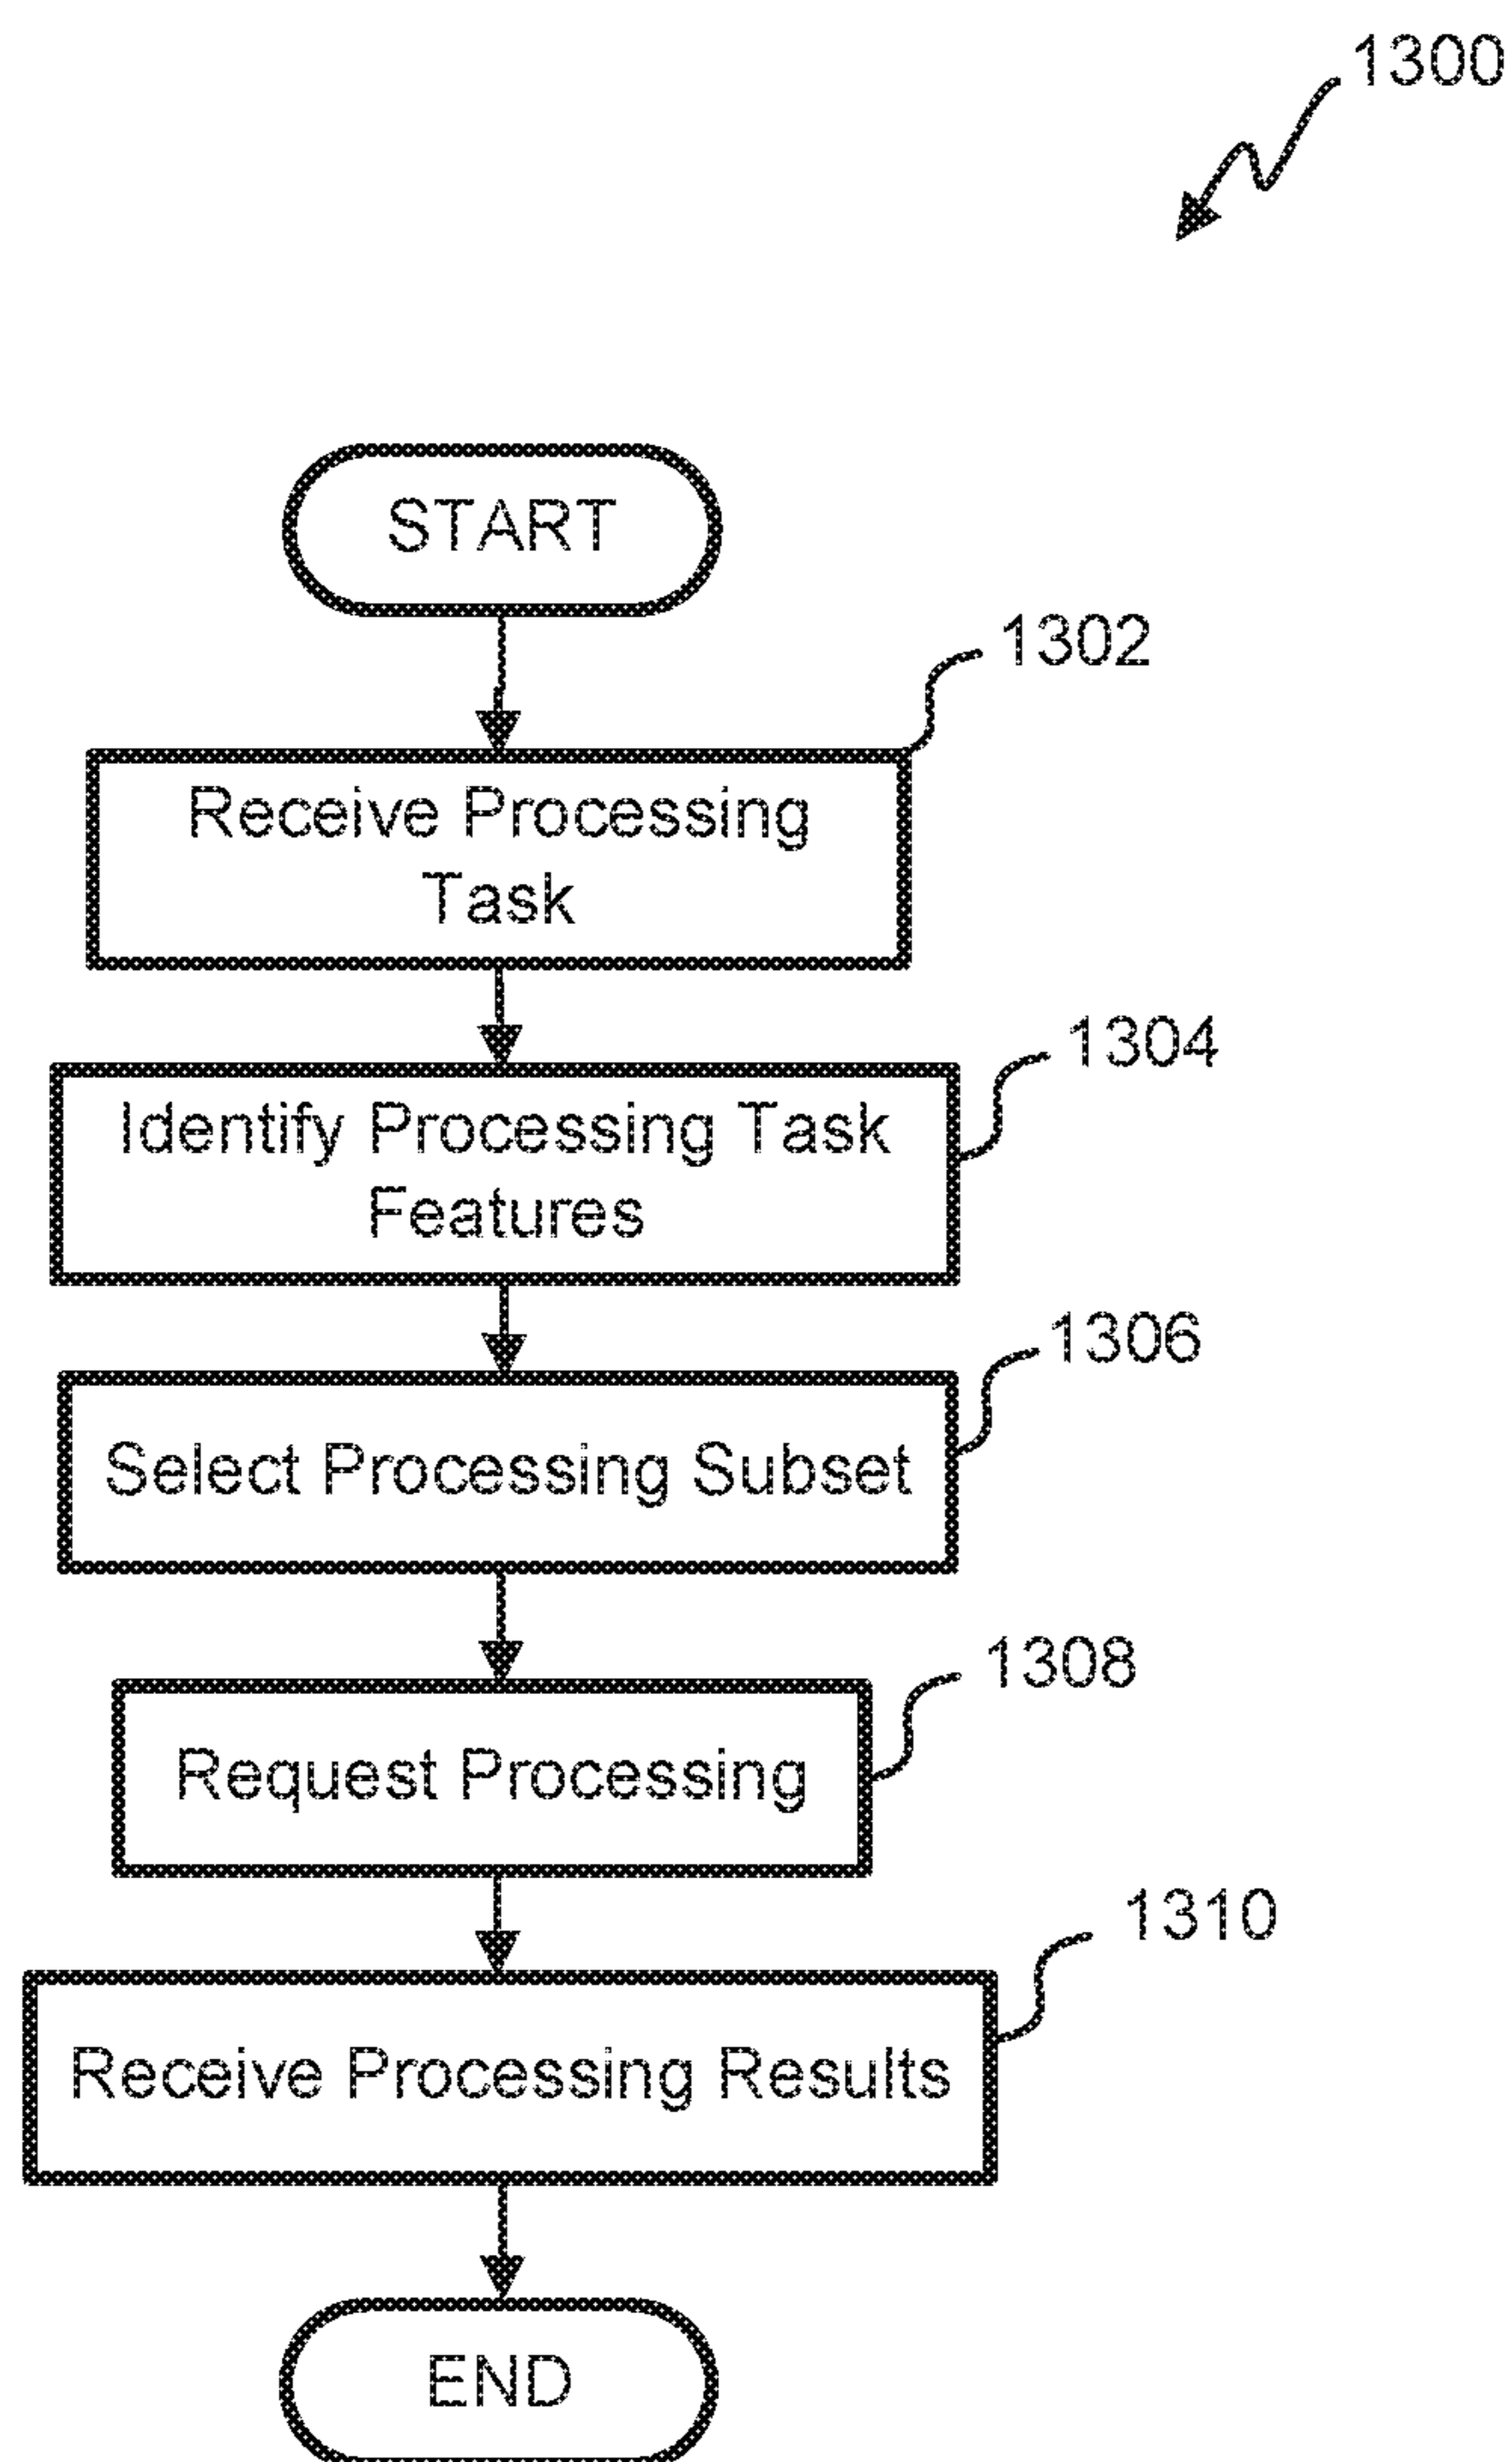 1300
START
1302
Receive Processing
Task
1304
Identify Processing Task
Features
1306
Select Processing Subset
1308
Request Processing
1310
Receive Processing Results
END